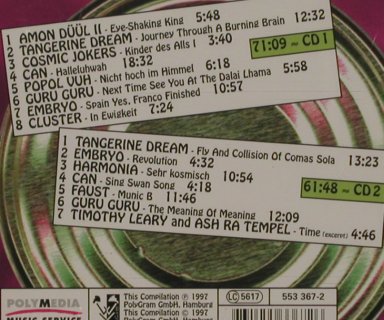 1 AMON DÜÜL II - Eye-Shaking King 5:48
2 TANGERINE DREAM - Journey Through A Burning Brain 12:32
3 COSMIC JOKERS - Kinder des Alls I 3:40
4 CAN - Halleluhwah 18:32
5 POPOL VUH - Nicht hoch im Himmel 6:18
6 GURU GURU - Next Time See You At The Dalai Lhama 5:58
7 EMBRYO - Spain Yes, Franco Finished 10:57
8 CLUSTER - In Ewigkeit 7:24
71:09 ~ CD 1
1 TANGERINE DREAM - Fly And Collision Of Comas Sola 13:23
2 EMBRYO - Revolution 4:32
3 HARMONIA - Sehr kosmisch 10:54
4 CAN - Sing Swan Song 4:18
5 FAUST - Munic B 11:46
6 GURU GURU - The Meaning Of Meaning 12:09
7 TIMOTHY LEARY and ASH RA TEMPEL - Time (excerpt) 4:46
61:48 ~ CD 2
POLYMEDIA
MUSIC SERVICE
This Compilation ℗ 1997
PolyGram GmbH, Hamburg
This Compilation © 1997
PolyGram GmbH, Hamburg
LC 5617
553 367-2